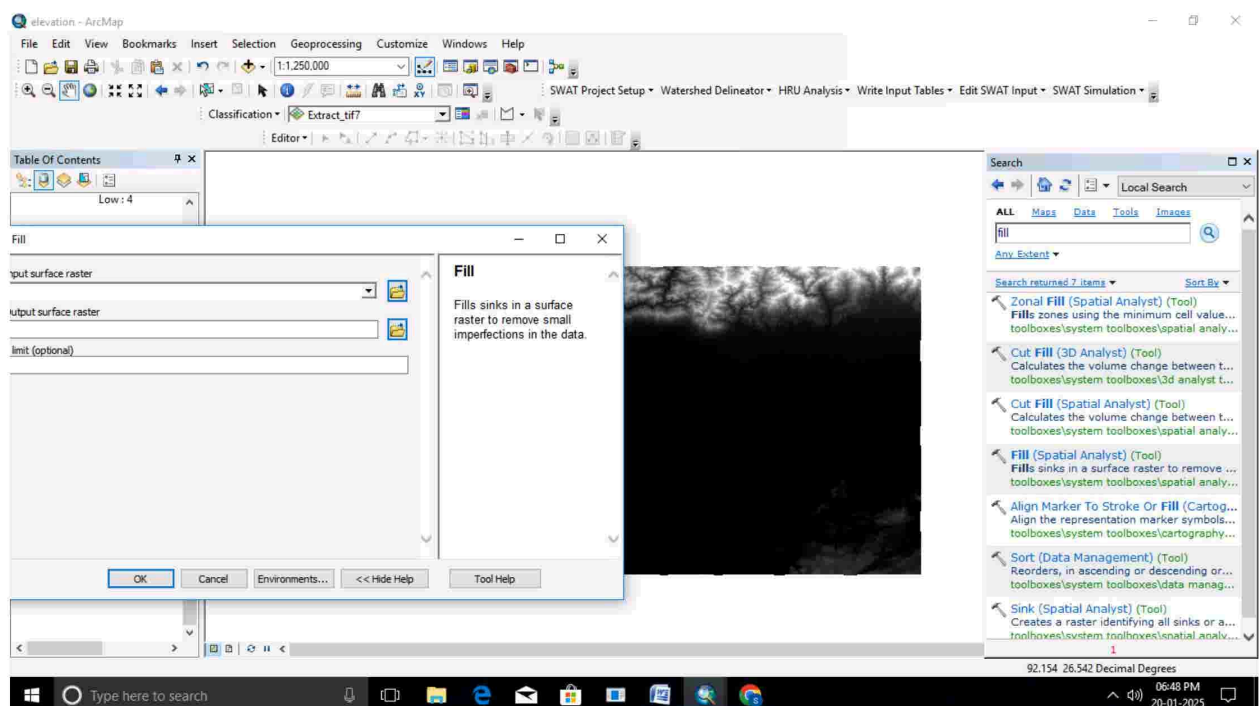 elevation - ArcMap
File Edit View Bookmarks Insert Selection Geoprocessing Customize Windows Help
1:1,250,000
SWAT Project Setup Watershed Delineator HRU Analysis Write Input Tables Edit SWAT Input SWAT Simulation
Classification Extract_tif7
Editor
Table Of Contents
Low : 4
Fill
nput surface raster
utput surface raster
limit (optional)
OK Cancel Environments... << Hide Help Tool Help
Fill
Fills sinks in a surface
raster to remove small
imperfections in the data.
Search
Local Search
ALL Maps Data Tools Images
fill
Any Extent
Search returned 7 items Sort By
Zonal Fill (Spatial Analyst) (Tool)
Fills zones using the minimum cell value...
toolboxes\system toolboxes\spatial analy...
Cut Fill (3D Analyst) (Tool)
Calculates the volume change between t...
toolboxes\system toolboxes\3d analyst t...
Cut Fill (Spatial Analyst) (Tool)
Calculates the volume change between t...
toolboxes\system toolboxes\spatial analy...
Fill (Spatial Analyst) (Tool)
Fills sinks in a surface raster to remove ...
toolboxes\system toolboxes\spatial analy...
Align Marker To Stroke Or Fill (Cartog...
Align the representation marker symbols...
toolboxes\system toolboxes\cartography...
Sort (Data Management) (Tool)
Reorders, in ascending or descending or...
toolboxes\system toolboxes\data manag...
Sink (Spatial Analyst) (Tool)
Creates a raster identifying all sinks or a...
toolboxes\system toolboxes\spatial analy...
1
92.154 26.542 Decimal Degrees
Type here to search
06:48 PM
20-01-2025